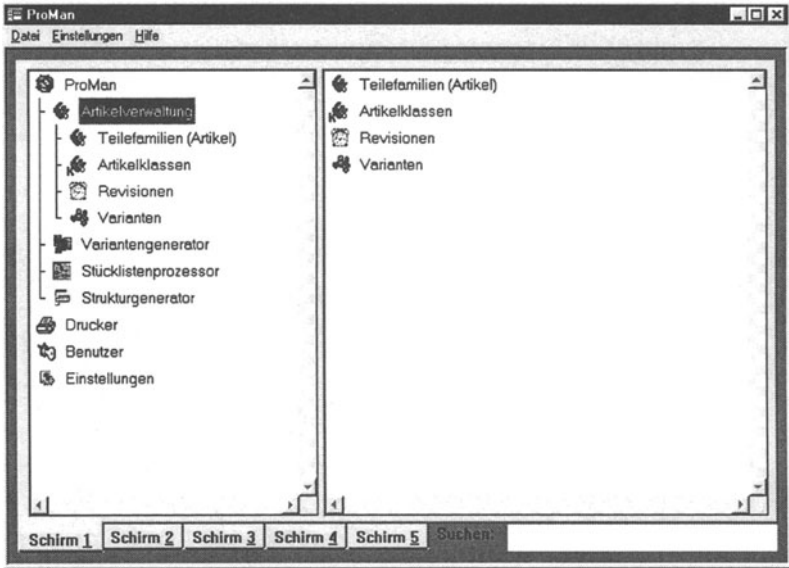 ProMan
Datei Einstellungen Hilfe
ProMan
Artikelverwaltung
Teilefamilien (Artikel)
Artikelklassen
Revisionen
Varianten
Variantengenerator
Stücklistenprozessor
Strukturgenerator
Drucker
Benutzer
Einstellungen
Teilefamilien (Artikel)
Artikelklassen
Revisionen
Varianten
Schirm 1 Schirm 2 Schirm 3 Schirm 4 Schirm 5 Suchen: